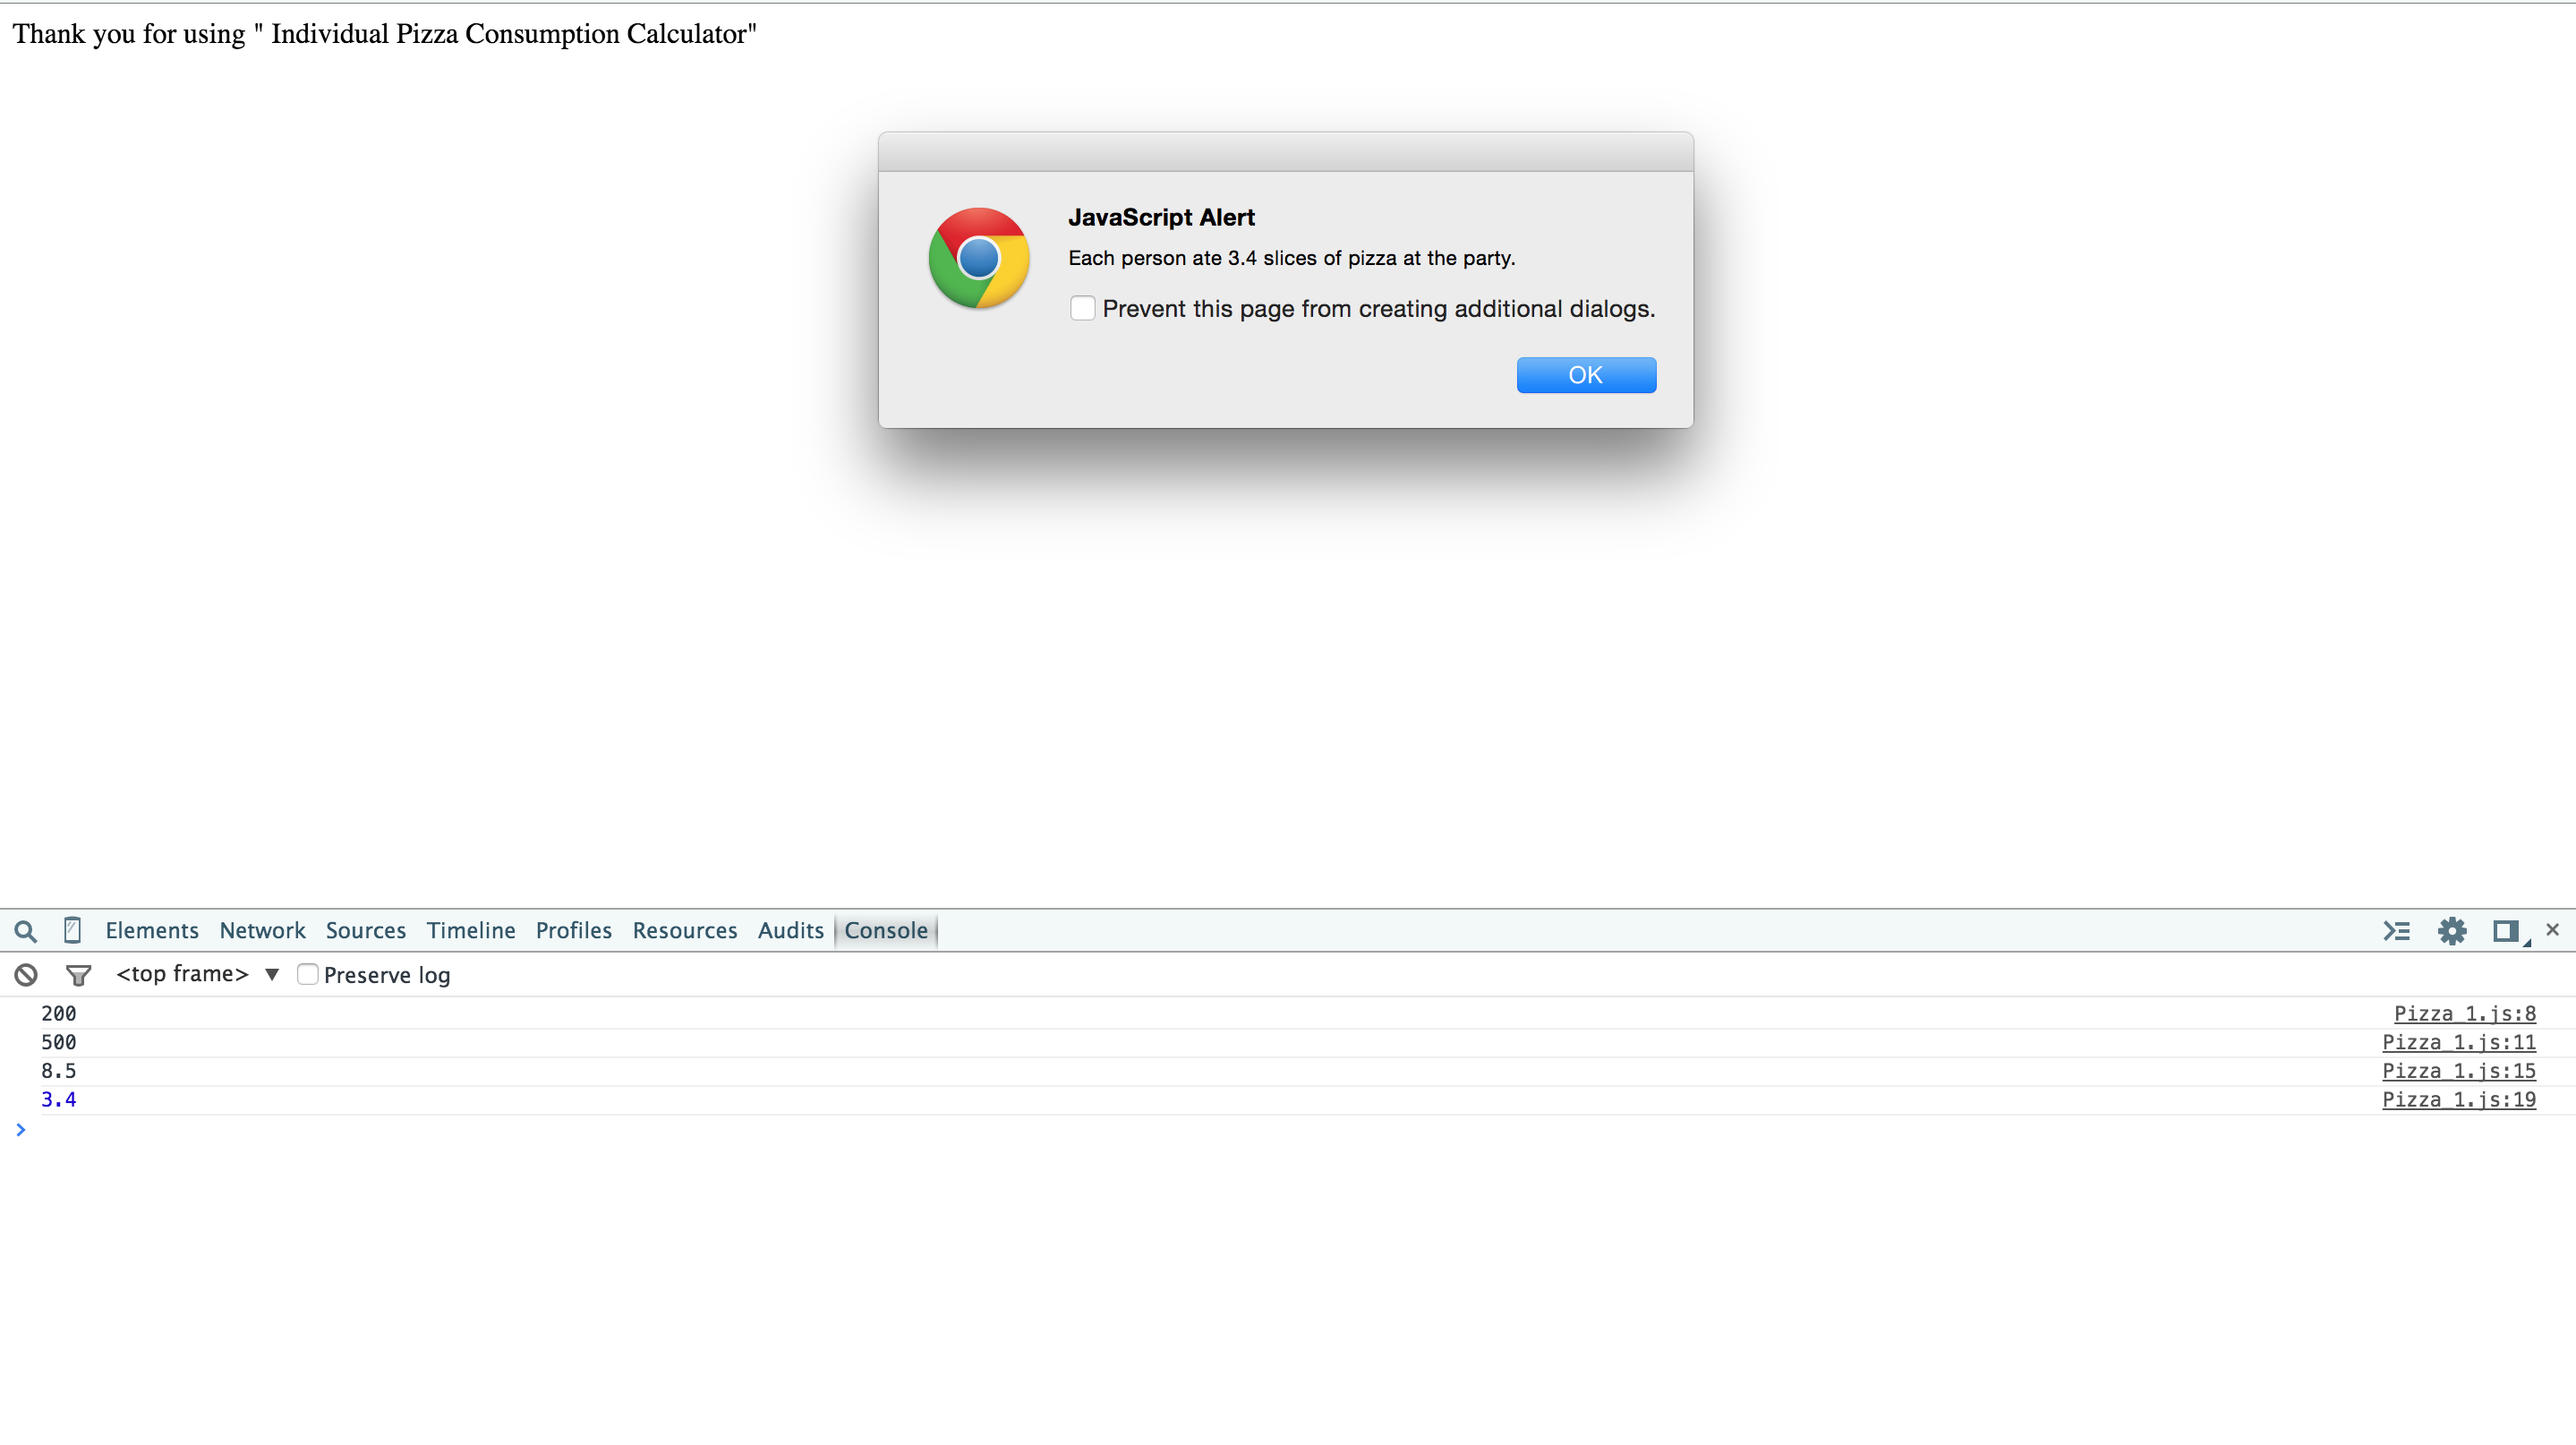 Thank you for using " Individual Pizza Consumption Calculator"
JavaScript Alert
Each person ate 3.4 slices of pizza at the party.
Prevent this page from creating additional dialogs.
OK
Elements Network Sources Timeline Profiles Resources Audits Console
<top frame> ▼ Preserve log
200 Pizza_1.js:8
500 Pizza_1.js:11
8.5 Pizza_1.js:15
3.4 Pizza_1.js:19